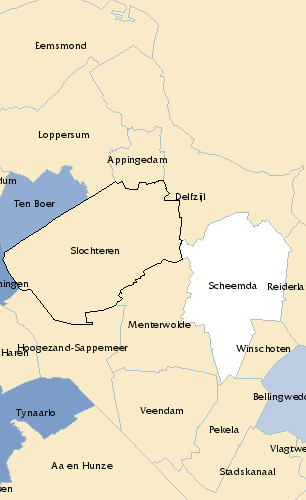 Eemsmond
Loppersum
Appingedam
dum
Ten Boer
Delfzijl
Slochteren
ningen
Scheemda
Reiderla
Menterwolde
Hoogezand-Sappemeer
Haren
Winschoten
Bellingwed
Tynaarlo
Veendam
Pekela
Vlagtwe
Aa en Hunze
Stadskanaal
en